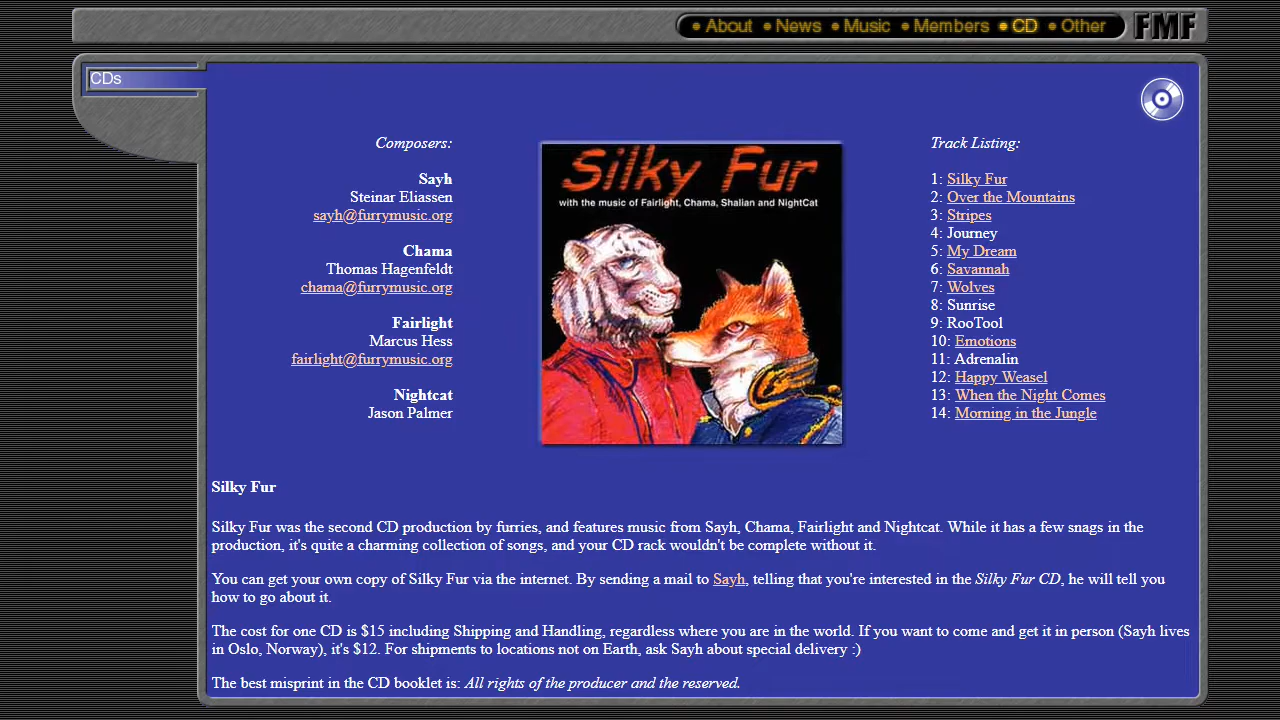 About News Music Members CD Other FMF
CDs
Composers:
Sayh
Steinar Eliassen
sayh@furrymusic.org
Chama
Thomas Hagenfeldt
chama@furrymusic.org
Fairlight
Marcus Hess
fairlight@furrymusic.org
Nightcat
Jason Palmer
Silky Fur
with the music of Fairlight, Chama, Shalian and NightCat
Track Listing:
1: Silky Fur
2: Over the Mountains
3: Stripes
4: Journey
5: My Dream
6: Savannah
7: Wolves
8: Sunrise
9: RooTool
10: Emotions
11: Adrenalin
12: Happy Weasel
13: When the Night Comes
14: Morning in the Jungle
Silky Fur
Silky Fur was the second CD production by furries, and features music from Sayh, Chama, Fairlight and Nightcat. While it has a few snags in the
production, it's quite a charming collection of songs, and your CD rack wouldn't be complete without it.
You can get your own copy of Silky Fur via the internet. By sending a mail to Sayh, telling that you're interested in the Silky Fur CD, he will tell you
how to go about it.
The cost for one CD is $15 including Shipping and Handling, regardless where you are in the world. If you want to come and get it in person (Sayh lives
in Oslo, Norway), it's $12. For shipments to locations not on Earth, ask Sayh about special delivery :)
The best misprint in the CD booklet is: All rights of the producer and the reserved.